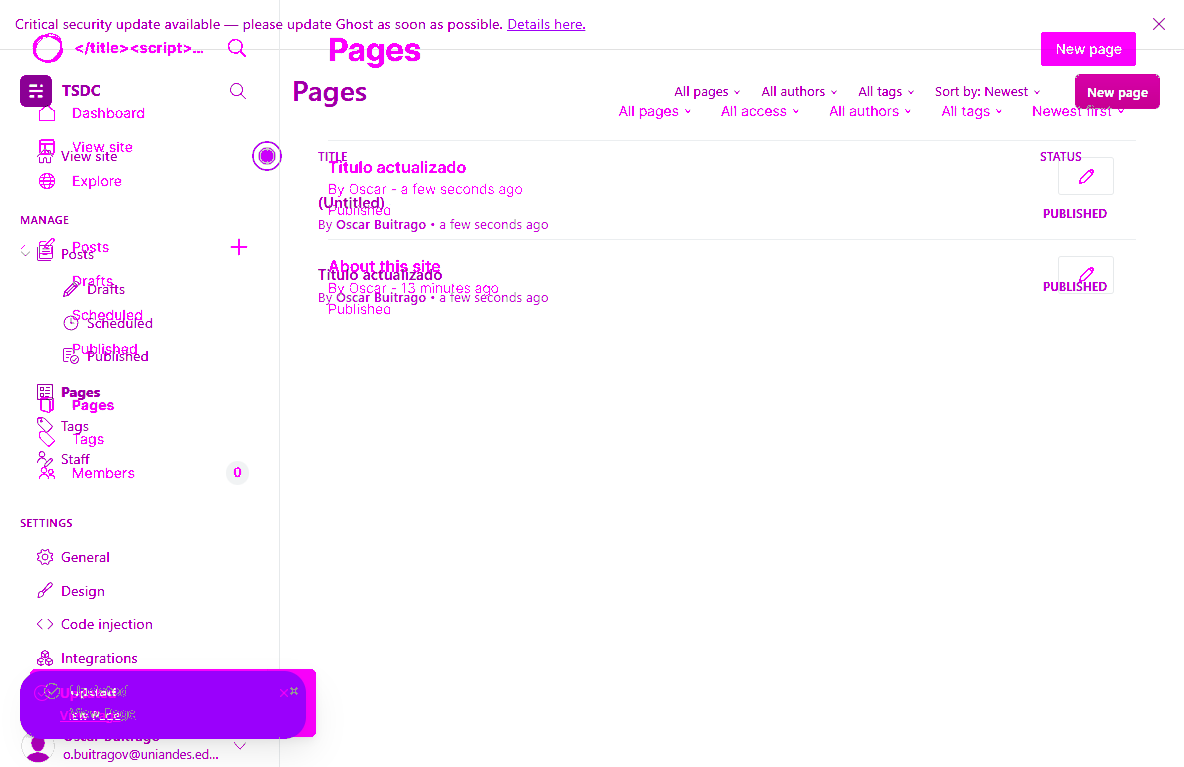 Critical security update available — please update Ghost as soon as possible. Details here.
</title><script>...
Pages
New page
TSDC
Pages
All pages
All authors
All tags
Sort by: Newest
New page
Dashboard
All pages
All access
All authors
All tags
Newest first
View site
View site
TITLE
STATUS
Título actualizado
Explore
By Oscar - a few seconds ago
(Untitled)
Published
PUBLISHED
MANAGE
By Oscar Buitrago • a few seconds ago
Posts
Posts
About this site
Título actualizado
Drafts
Drafts
By Oscar - 13 minutes ago
PUBLISHED
By Oscar Buitrago • a few seconds ago
Published
Scheduled
Scheduled
Published
Published
Pages
Pages
Tags
Tags
Staff
Members
0
SETTINGS
General
Design
Code injection
Integrations
Updated
Updated
View Page
Oscar Buitrago
o.buitragov@uniandes.ed...